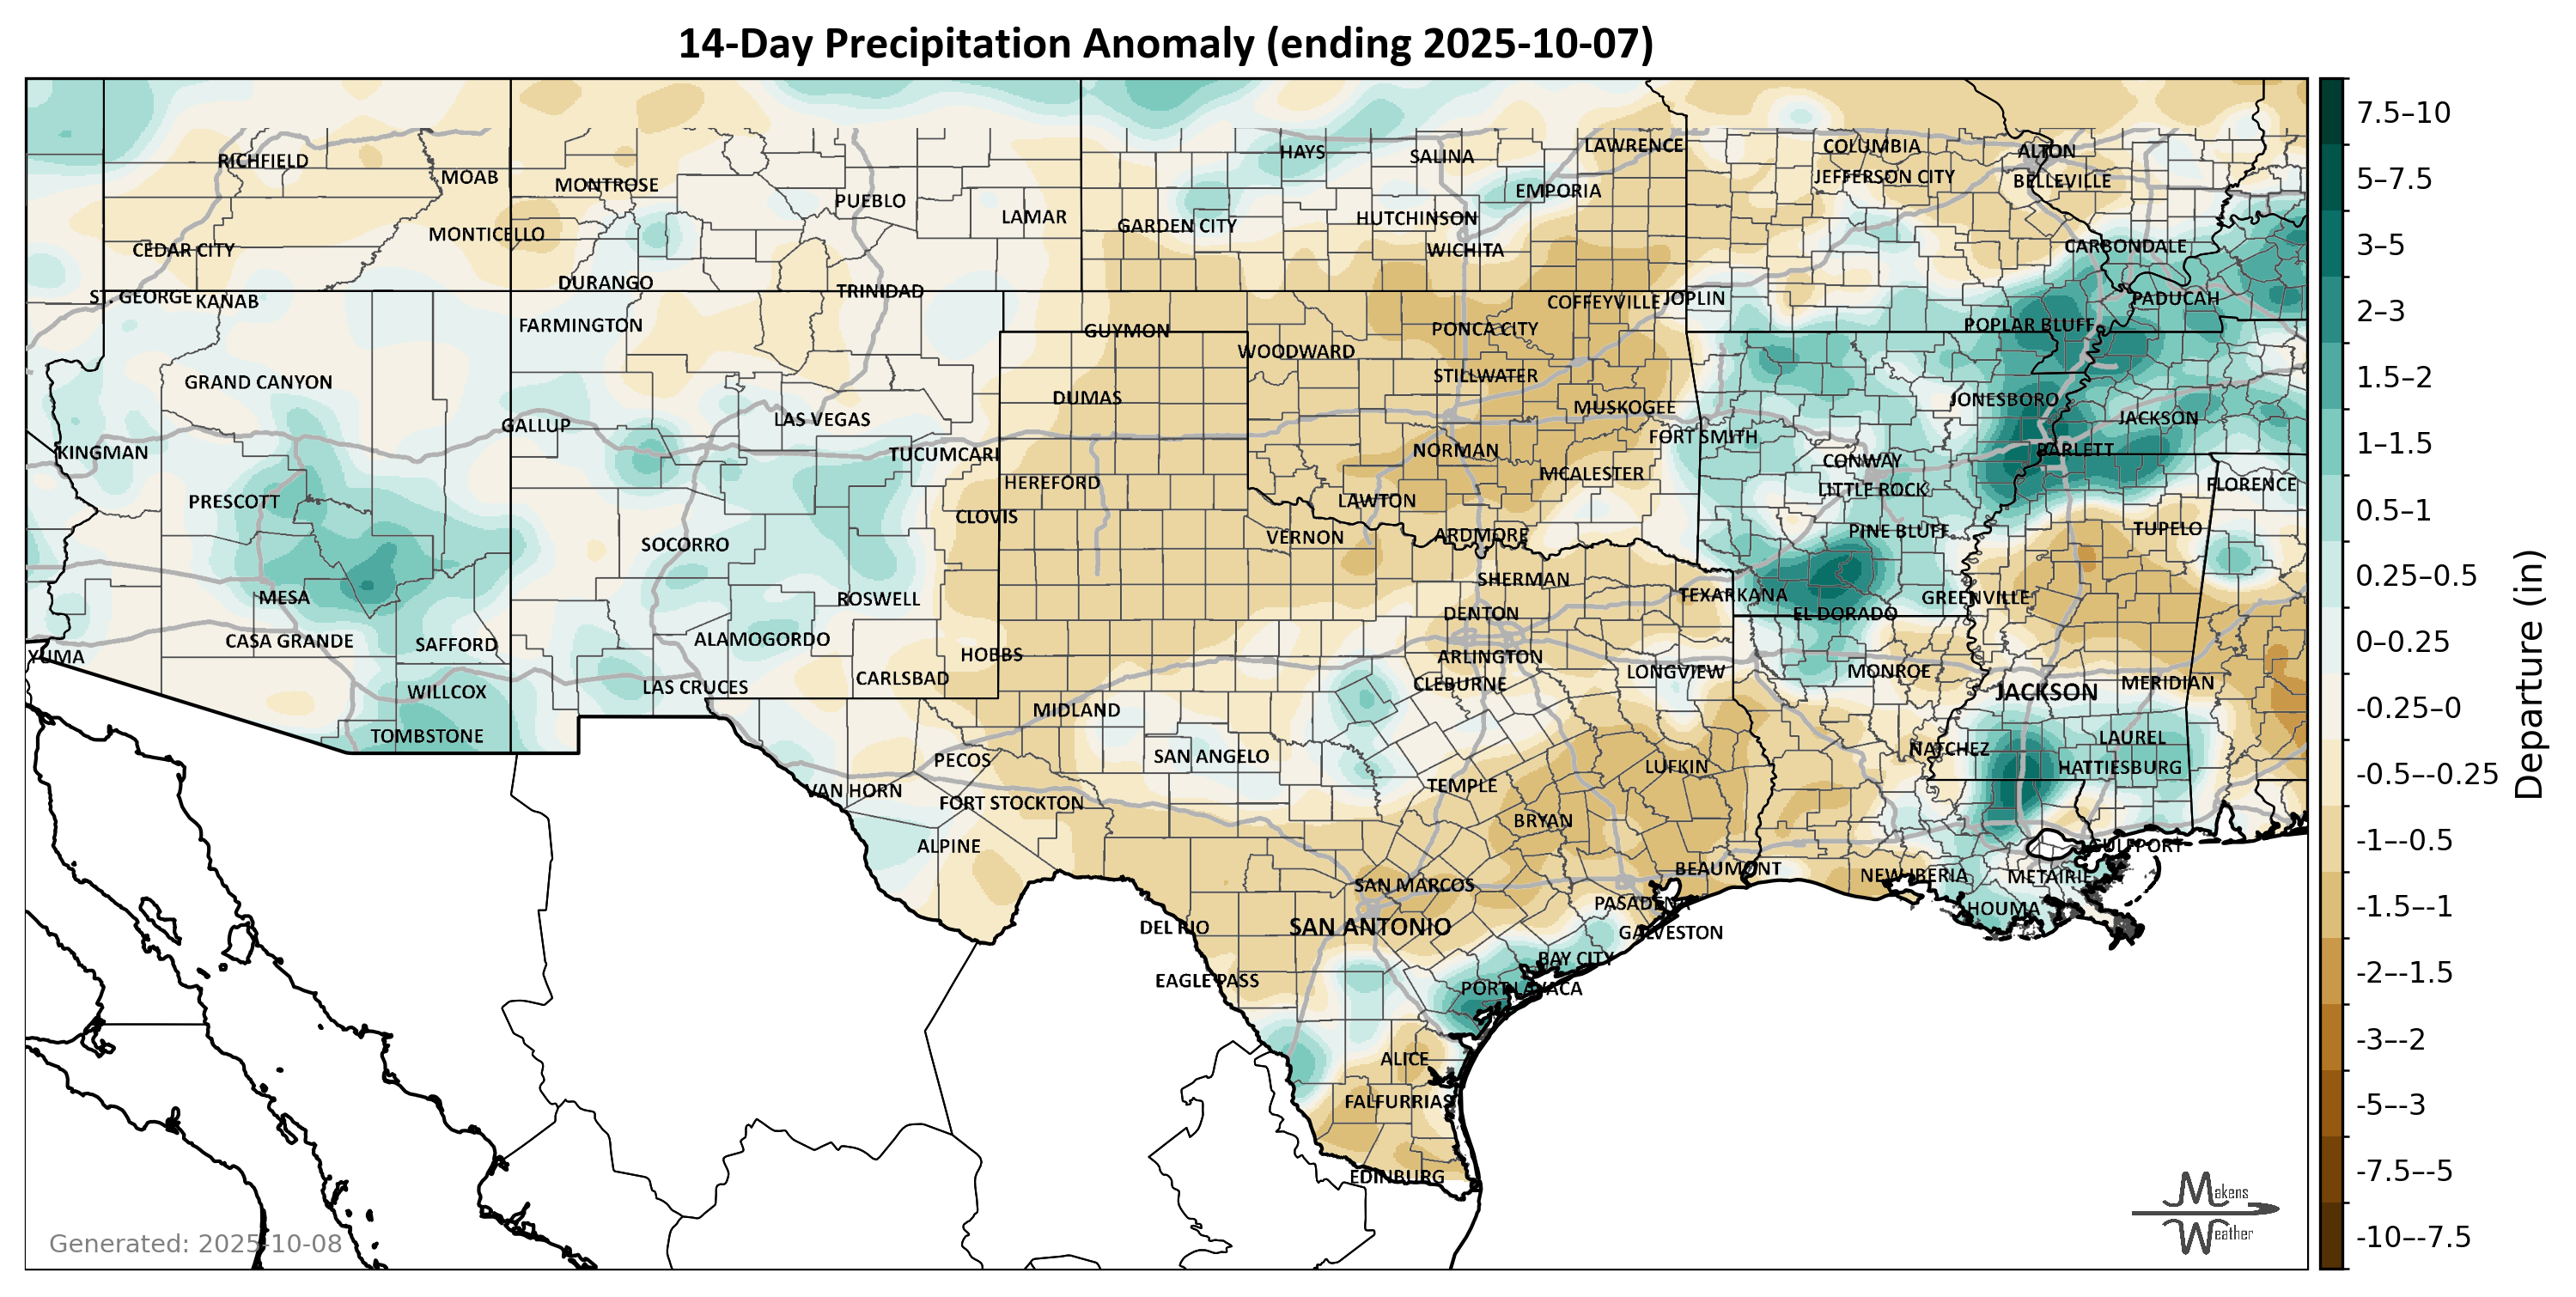 14-Day Precipitation Anomaly (ending 2025-10-07)
RICHFIELD
MOAB
MONTROSE
PUEBLO
LAMAR
HAYS
SALINA
LAWRENCE
COLUMBIA
ALTON
JEFFERSON CITY
BELLEVILLE
EMPORIA
GARDEN CITY
HUTCHINSON
WICHITA
CEDAR CITY
MONTICELLO
CARBONDALE
DURANGO
TRINIDAD
ST. GEORGE
KANAB
COFFEYVILLE
JOPLIN
PADUCAH
FARMINGTON
GUYMON
PONCA CITY
POPLAR BLUFF
WOODWARD
STILLWATER
GRAND CANYON
DUMAS
MUSKOGEE
JONESBORO
GALLUP
LAS VEGAS
JACKSON
KINGMAN
TUCUMCARI
NORMAN
FORT SMITH
BARLETT
CONWAY
HEREFORD
MCALESTER
LITTLE ROCK
FLORENCE
PRESCOTT
CLOVIS
LAWTON
VERNON
ARDMORE
PINE BLUFF
TUPELO
SOCORRO
SHERMAN
MESA
ROSWELL
DENTON
TEXARKANA
EL DORADO
GREENVILLE
CASA GRANDE
SAFFORD
ALAMOGORDO
HOBBS
ARLINGTON
YUMA
CARLSBAD
CLEBURNE
LONGVIEW
MONROE
MERIDIAN
WILLCOX
LAS CRUCES
JACKSON
MIDLAND
TOMBSTONE
SAN ANGELO
NATCHEZ
LAUREL
PECOS
LUFKIN
HATTIESBURG
VAN HORN
FORT STOCKTON
TEMPLE
BRYAN
ALPINE
GULFPORT
SAN MARCOS
BEAUMONT
NEW IBERIA
METAIRIE
PASADENA
HOUMA
DEL RIO
SAN ANTONIO
GALVESTON
BAY CITY
EAGLE PASS
PORT LAVACA
ALICE
FALFURRIAS
EDINBURG
Generated: 2025-10-08
Makens
Weather
7.5–10
5–7.5
3–5
2–3
1.5–2
1–1.5
0.5–1
0.25–0.5
0–0.25
-0.25–0
-0.5–-0.25
-1–-0.5
-1.5–-1
-2–-1.5
-3–-2
-5–-3
-7.5–-5
-10–-7.5
Departure (in)